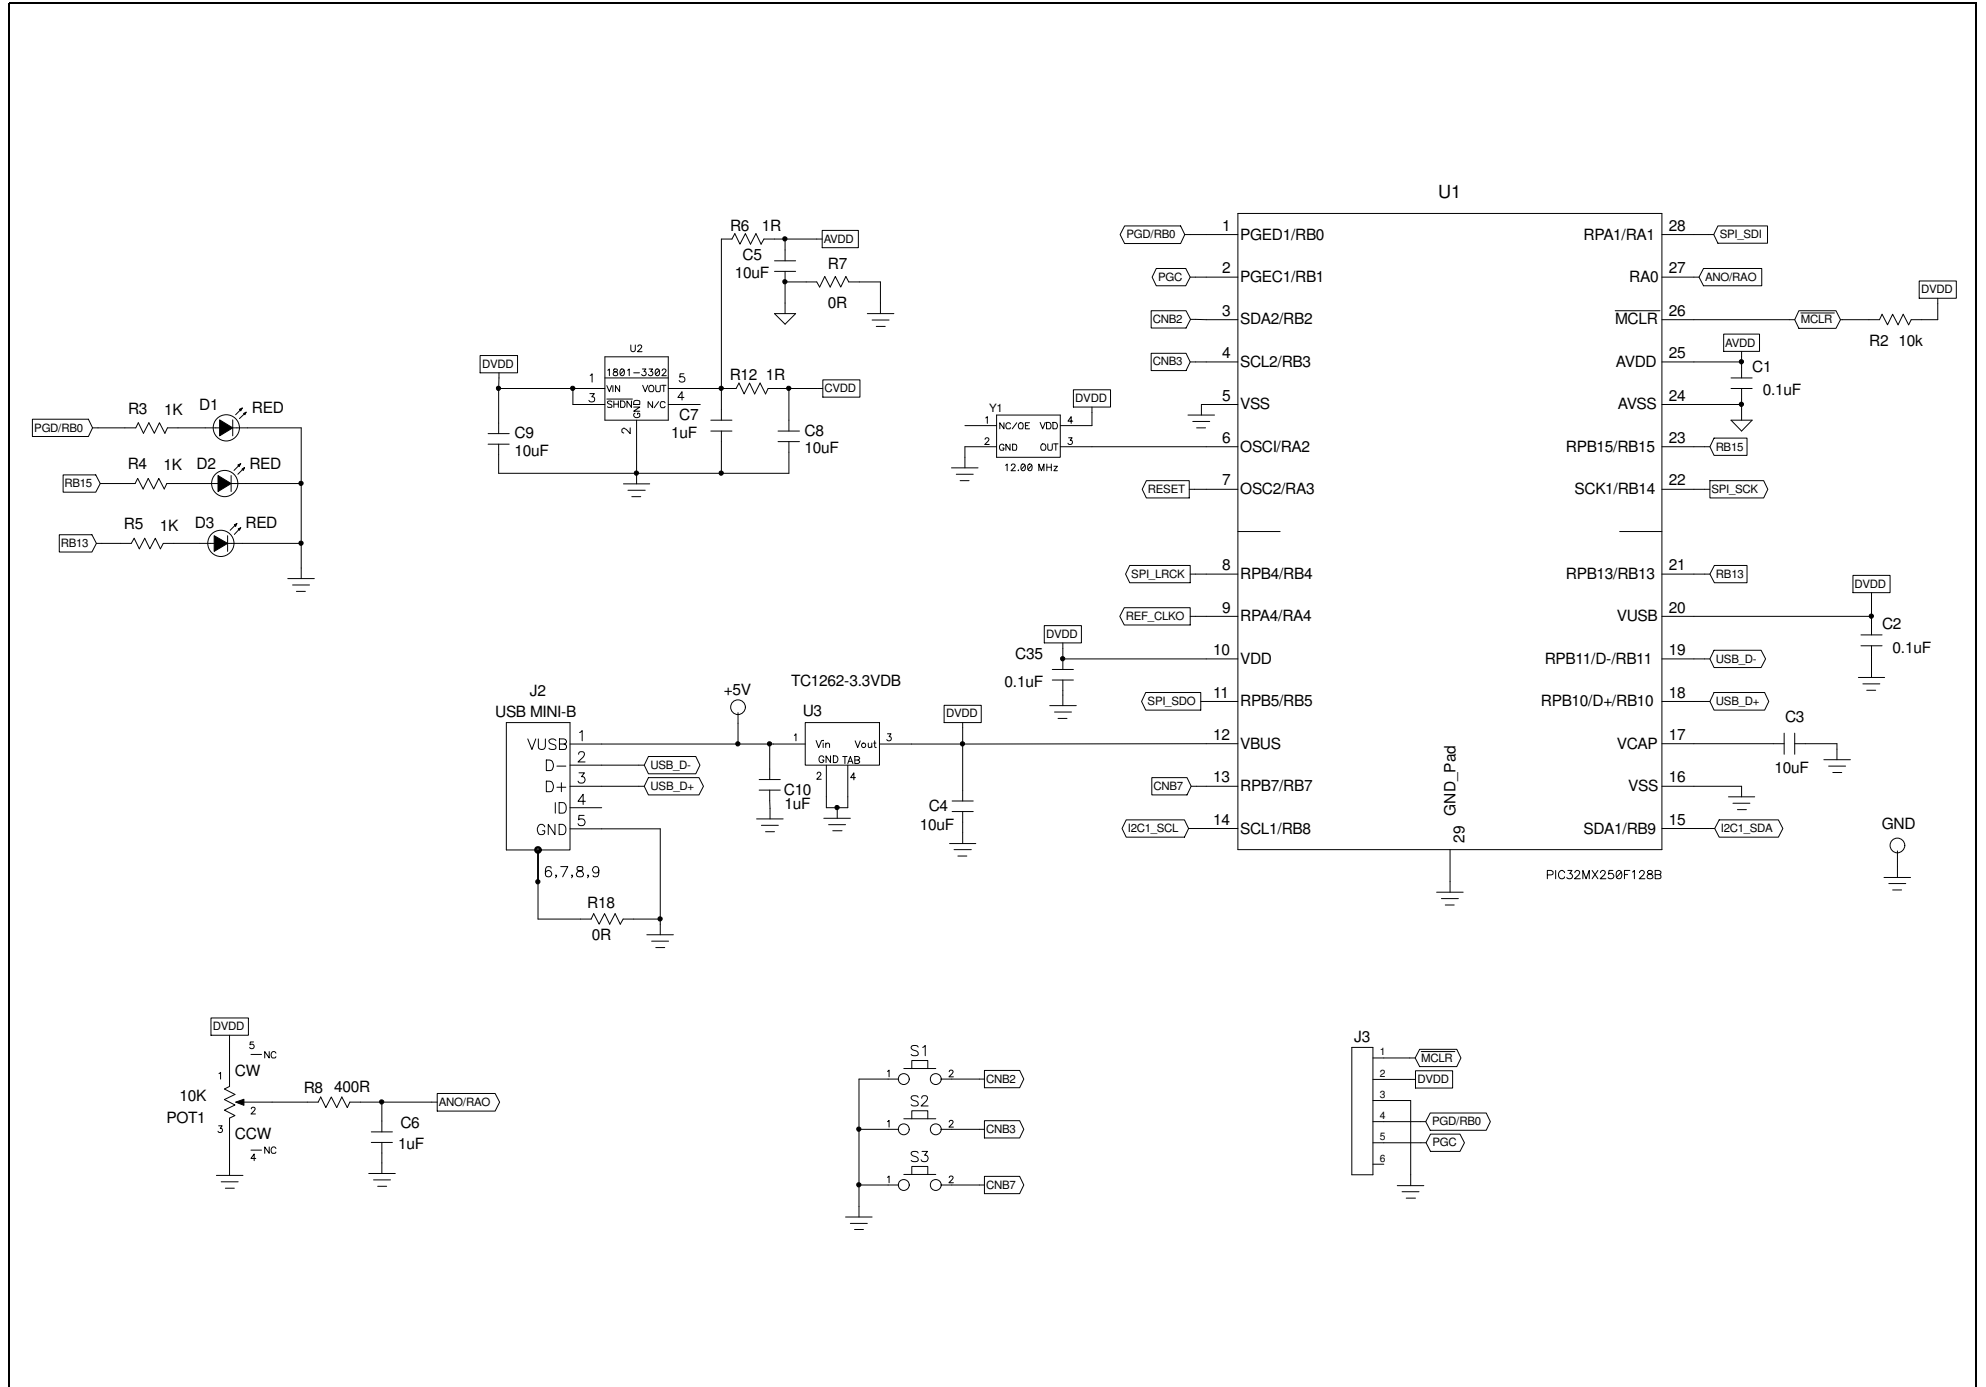 U1
PGD/RB0 1 PGED1/RB0
PGC 2 PGEC1/RB1
CNB2 3 SDA2/RB2
CNB3 4 SCL2/RB3
5 VSS
6 OSCI/RA2
RESET 7 OSC2/RA3
SPI_LRCK 8 RPB4/RB4
REF_CLKO 9 RPA4/RA4
10 VDD
SPI_SDO 11 RPB5/RB5
12 VBUS
CNB7 13 RPB7/RB7
I2C1_SCL 14 SCL1/RB8
RPA1/RA1 28 SPI_SDI
RA0 27 ANO/RAO
MCLR 26 MCLR
R2 10k
DVDD
AVDD 25
AVDD
C1
0.1uF
AVSS 24
RPB15/RB15 23 RB15
SCK1/RB14 22 SPI_SCK
RPB13/RB13 21 RB13
VUSB 20
DVDD
C2
0.1uF
RPB11/D-/RB11 19 USB_D-
RPB10/D+/RB10 18 USB_D+
VCAP 17
C3
10uF
VSS 16
SDA1/RB9 15 I2C1_SDA
GND_Pad
29
PIC32MX250F128B
GND
Y1
DVDD
1 NC/OE VDD 4
2 GND OUT 3
12.00 MHz
DVDD
C35
0.1uF
R6 1R
AVDD
C5
10uF
R7
0R
U2
1801-3302
DVDD
1 VIN VOUT 5
3 SHDN N/C 4
GND
2
R12 1R
CVDD
C7
1uF
C8
10uF
C9
10uF
PGD/RB0
R3 1K D1 RED
RB15
R4 1K D2 RED
RB13
R5 1K D3 RED
J2
USB MINI-B
VUSB 1
D- 2 USB_D-
D+ 3 USB_D+
ID 4
GND 5
6,7,8,9
R18
0R
+5V
TC1262-3.3VDB
U3
1 Vin Vout 3
GND TAB
2 4
C10
1uF
DVDD
C4
10uF
DVDD
5 NC
1 CW
10K
POT1
2
3 CCW
4 NC
R8 400R
ANO/RAO
C6
1uF
S1
1 2 CNB2
S2
1 2 CNB3
S3
1 2 CNB7
J3
1 MCLR
2 DVDD
3
4 PGD/RB0
5 PGC
6